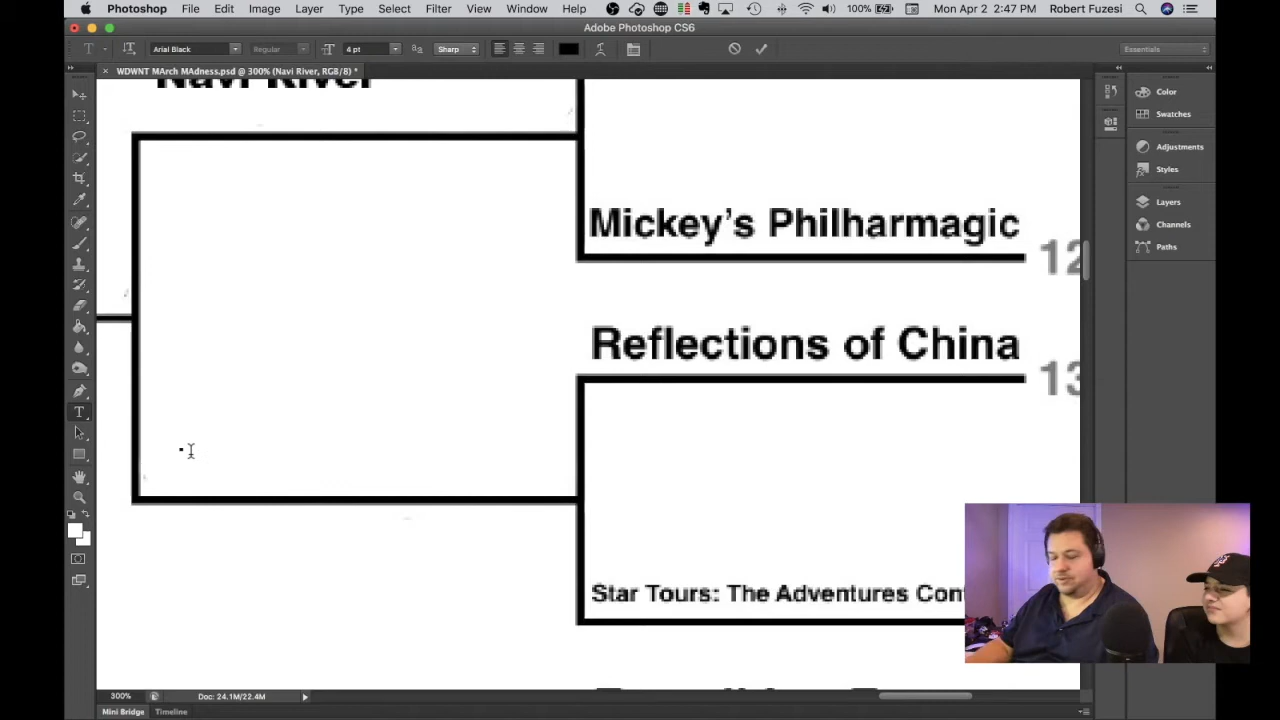 Photoshop File Edit Image Layer Type Select Filter View Window Help 100% Mon Apr 2 2:47 PM Robert Fuzesi
Adobe Photoshop CS6
Arial Black Regular 4 pt Sharp Essentials
WDWNT MArch MAdness.psd @ 300% (Navi River, RGB/8) *
Navi River
Color
Swatches
Adjustments
Styles
Layers
Channels
Paths
Mickey's Philharmagic
12
Reflections of China
13
Star Tours: The Adventures
300% Doc: 24.1M/22.4M
Mini Bridge Timeline